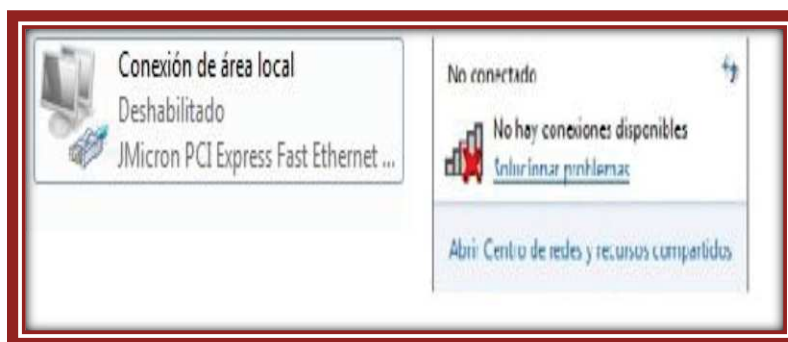 Conexión de área local
Deshabilitado
JMicron PCI Express Fast Ethernet ...
No conectado
No hay conexiones disponibles
Solucionar problemas
Abrir Centro de redes y recursos compartidos